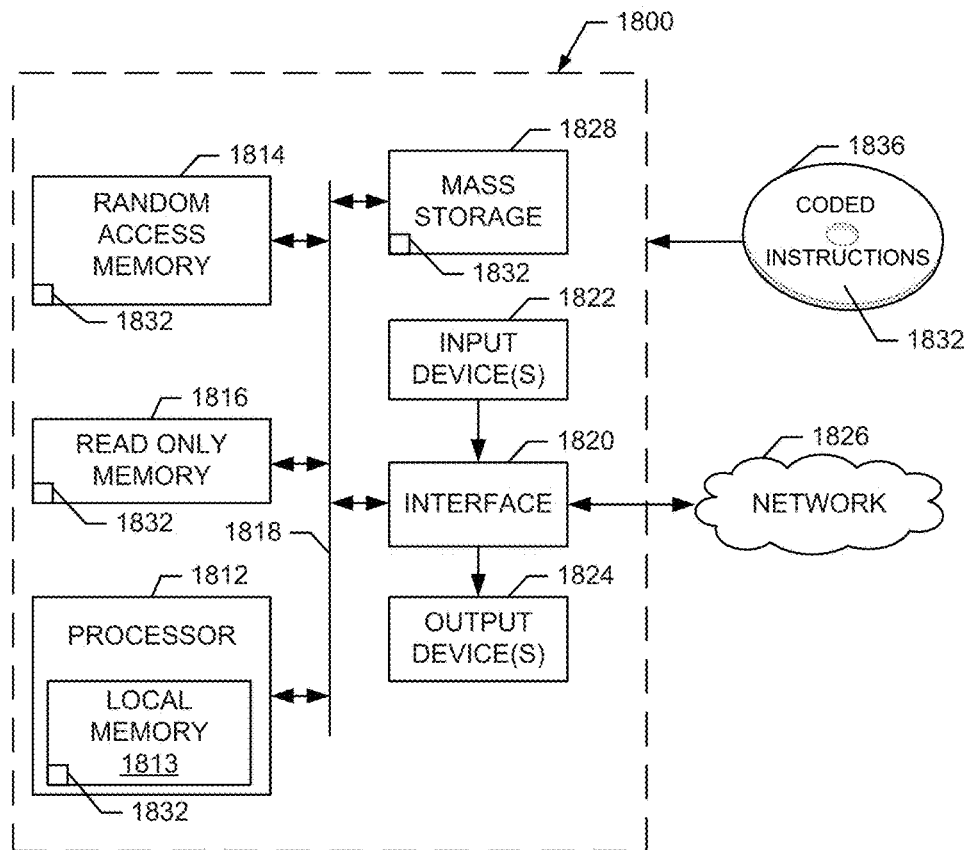 1800
1814
RANDOM
ACCESS
MEMORY
1832
1828
MASS
STORAGE
1832
1836
CODED
INSTRUCTIONS
1832
1822
INPUT
DEVICE(S)
1816
READ ONLY
MEMORY
1832
1820
INTERFACE
1826
NETWORK
1818
1812
PROCESSOR
LOCAL
MEMORY
1813
1832
1824
OUTPUT
DEVICE(S)